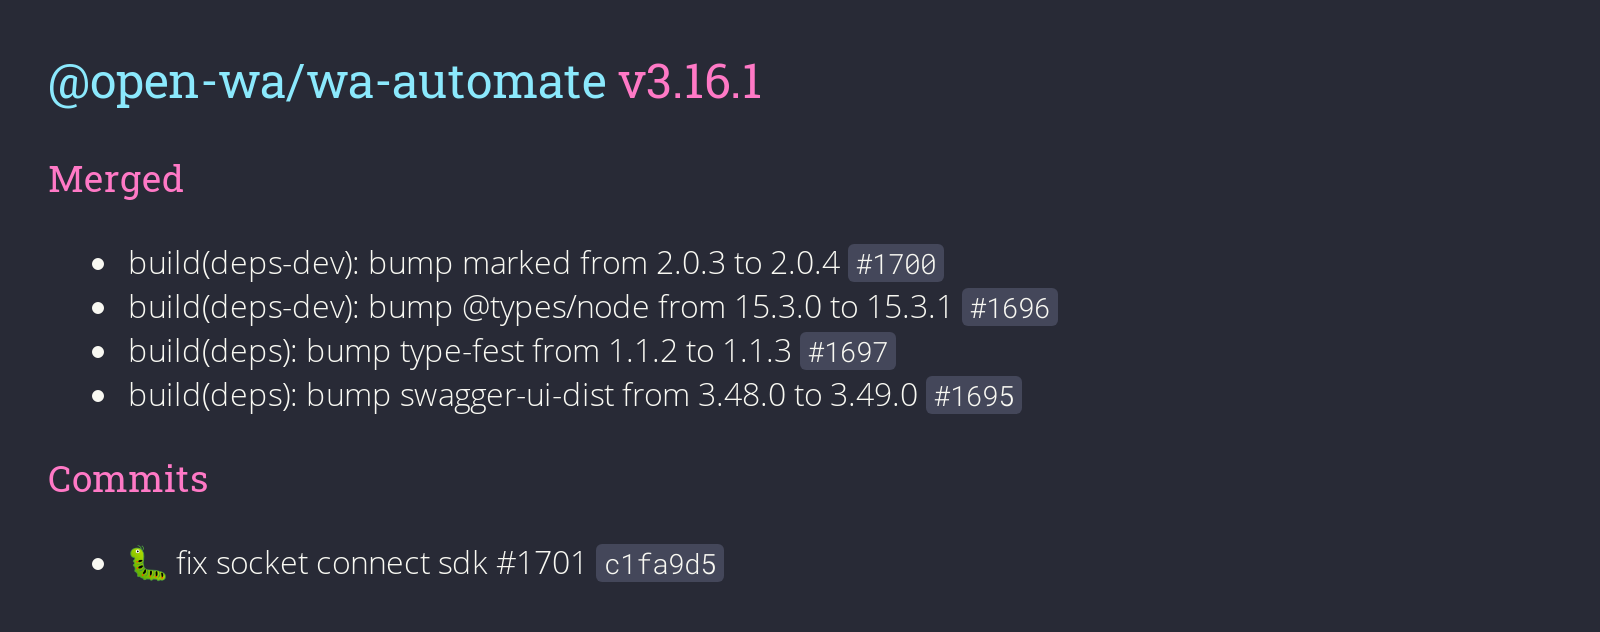 @open-wa/wa-automate v3.16.1
Merged
build(deps-dev): bump marked from 2.0.3 to 2.0.4 #1700
build(deps-dev): bump @types/node from 15.3.0 to 15.3.1 #1696
build(deps): bump type-fest from 1.1.2 to 1.1.3 #1697
build(deps): bump swagger-ui-dist from 3.48.0 to 3.49.0 #1695
Commits
🐛 fix socket connect sdk #1701 c1fa9d5